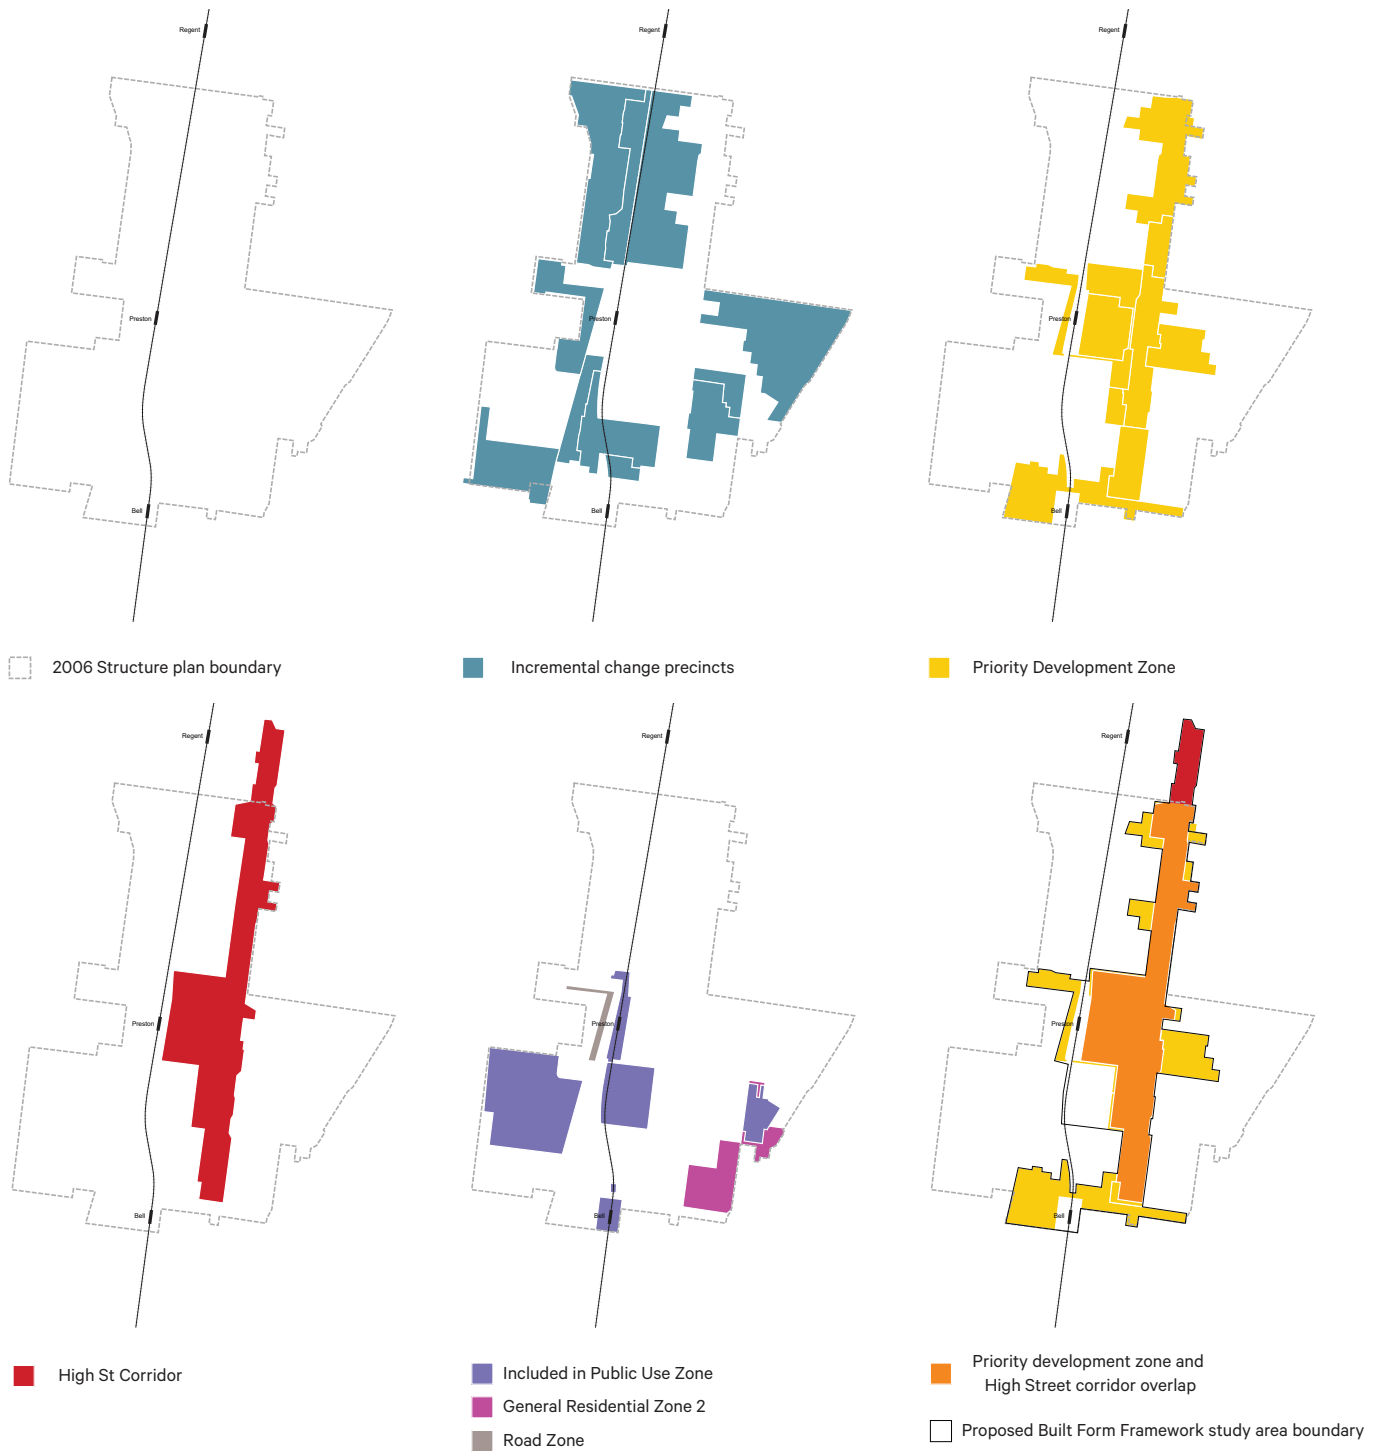 Regent
Regent
Regent
Preston
Preston
Preston
Bell
Bell
Bell
2006 Structure plan boundary
Incremental change precincts
Priority Development Zone
Regent
Regent
Regent
Preston
Preston
Preston
Bell
Bell
Bell
High St Corridor
Included in Public Use Zone
General Residential Zone 2
Road Zone
Priority development zone and
High Street corridor overlap
Proposed Built Form Framework study area boundary